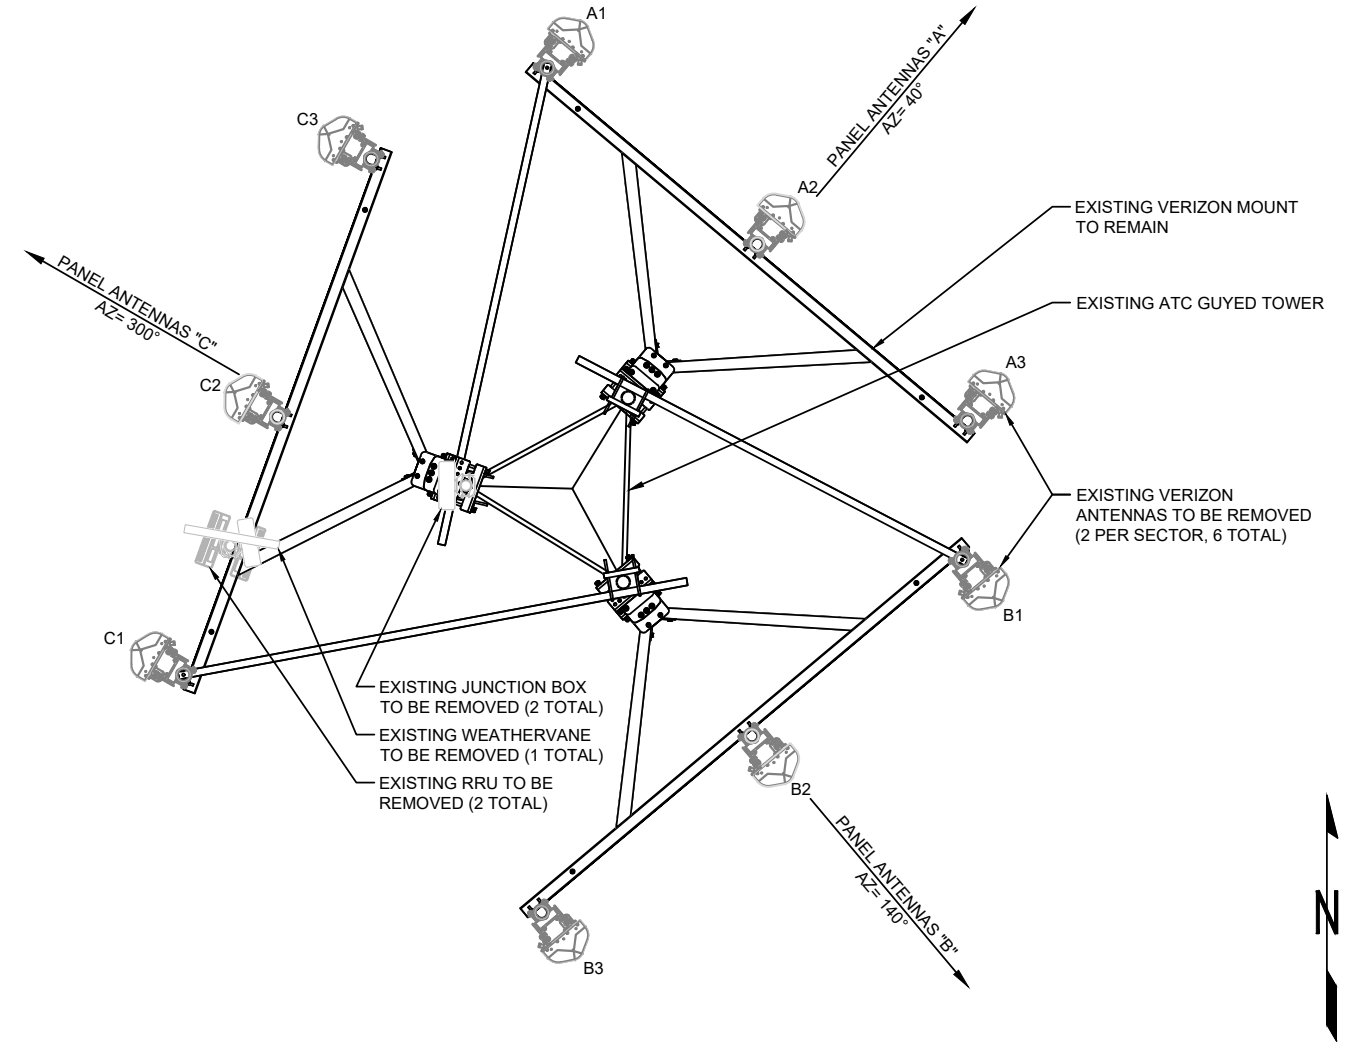 A1
C3
PANEL ANTENNAS "A"
AZ= 40°
A2
EXISTING VERIZON MOUNT
TO REMAIN
PANEL ANTENNAS "C"
AZ= 300°
EXISTING ATC GUYED TOWER
C2
A3
EXISTING VERIZON
ANTENNAS TO BE REMOVED
(2 PER SECTOR, 6 TOTAL)
B1
C1
EXISTING JUNCTION BOX
TO BE REMOVED (2 TOTAL)
EXISTING WEATHERVANE
TO BE REMOVED (1 TOTAL)
EXISTING RRU TO BE
REMOVED (2 TOTAL)
B2
PANEL ANTENNAS "B"
AZ= 140°
B3
N